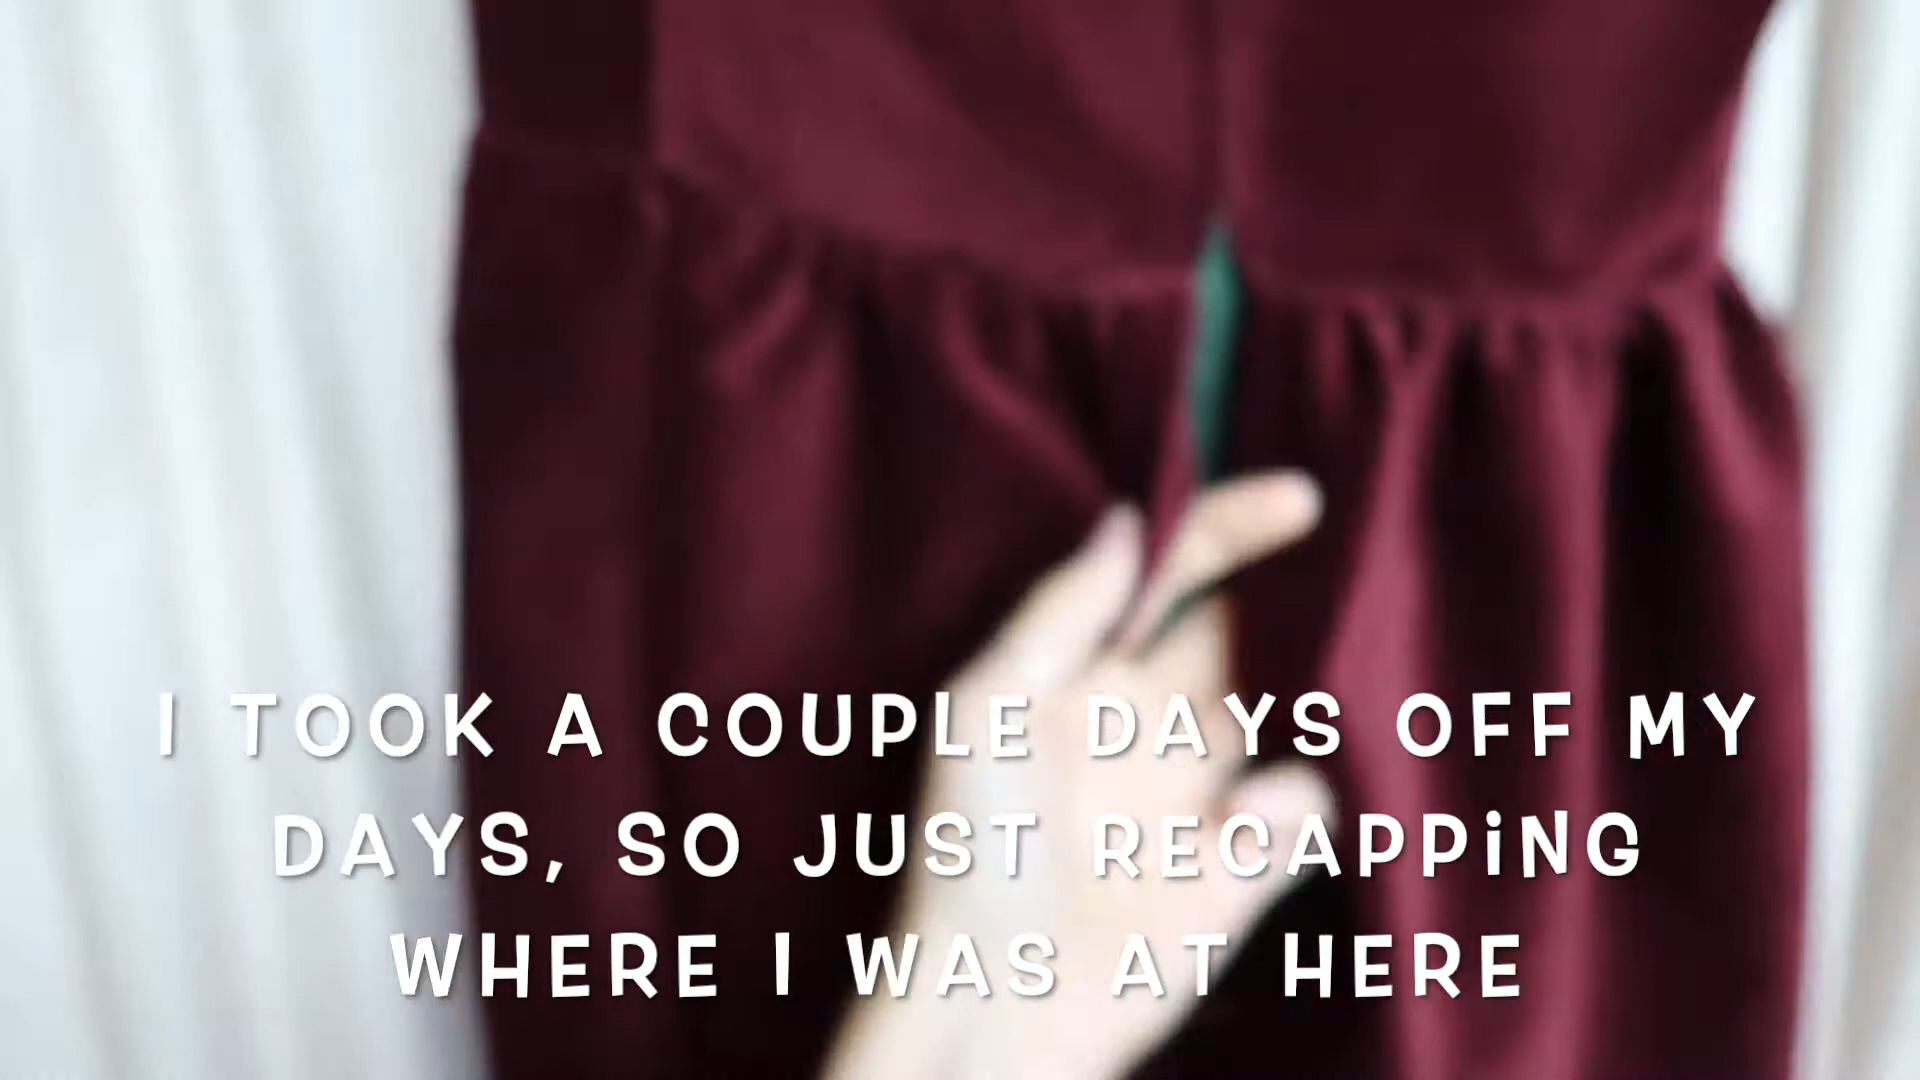 I TOOK A COUPLE DAYS OFF MY
DAYS, SO JUST RECAPPING
WHERE I WAS AT HERE